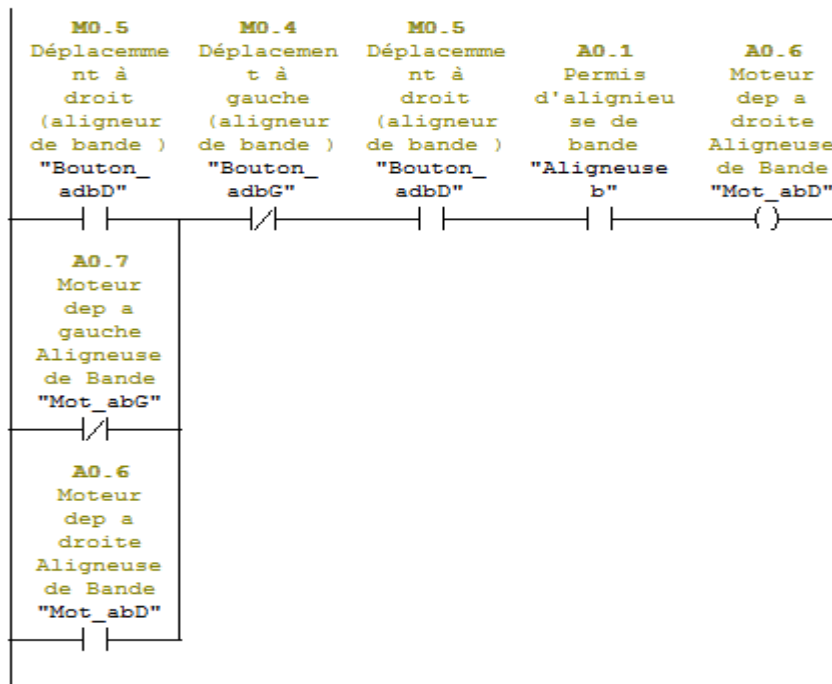 M0.5
Déplacemme
nt à
droit
(aligneur
de bande )
"Bouton_
adbD"
M0.4
Déplacemen
t à
gauche
(aligneur
de bande )
"Bouton_
adbG"
M0.5
Déplacemme
nt à
droit
(aligneur
de bande )
"Bouton_
adbD"
A0.1
Permis
d'alignieu
se de
bande
"Aligneuse
b"
A0.6
Moteur
dep a
droite
Aligneuse
de Bande
"Mot_abD"
A0.7
Moteur
dep a
gauche
Aligneuse
de Bande
"Mot_abG"
A0.6
Moteur
dep a
droite
Aligneuse
de Bande
"Mot_abD"